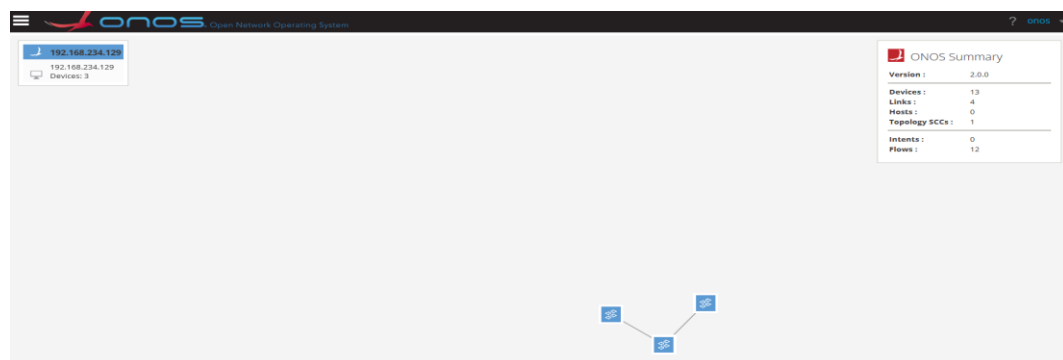 onos. Open Network Operating System
? onos
192.168.234.129
192.168.234.129
Devices: 3
ONOS Summary
Version : 2.0.0
Devices : 13
Links : 4
Hosts : 0
Topology SCCs : 1
Intents : 0
Flows : 12